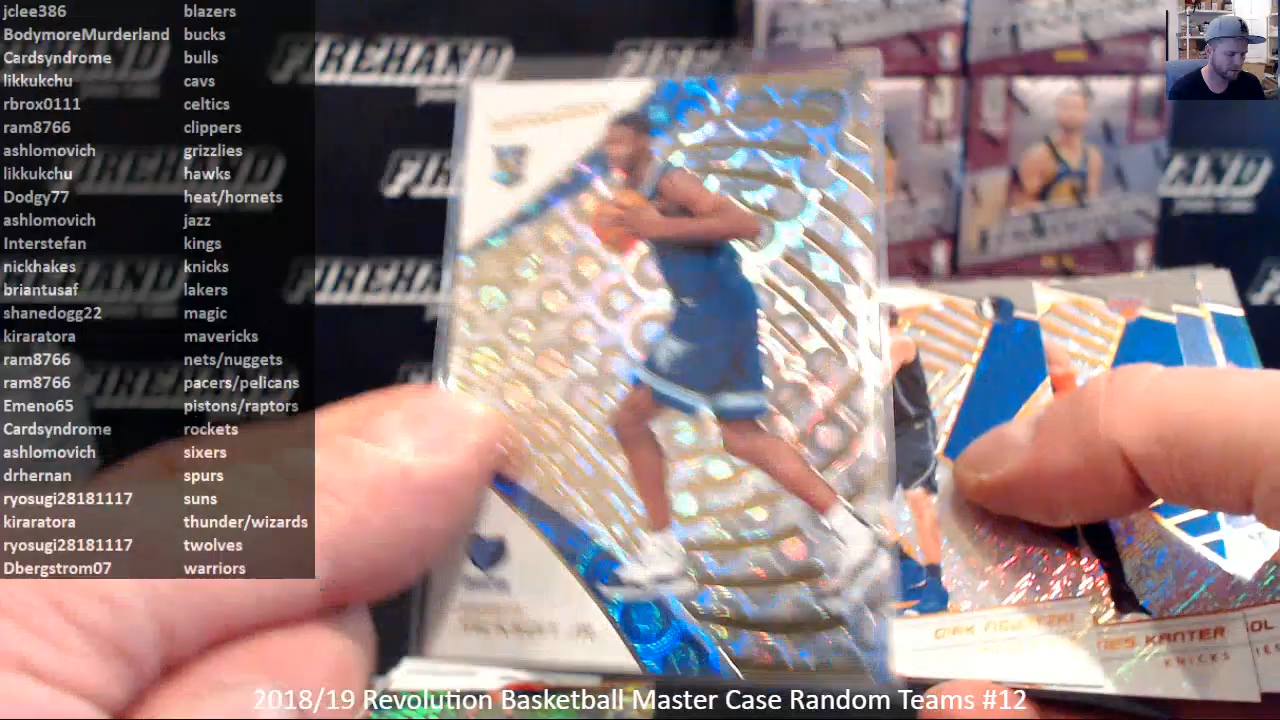 jclee386 blazers
BodymoreMurderland bucks
Cardsyndrome bulls
likkukchu cavs
rbrox0111 celtics
ram8766 clippers
ashlomovich grizzlies
likkukchu hawks
Dodgy77 heat/hornets
ashlomovich jazz
Interstefan kings
nickhakes knicks
briantusaf lakers
shanedogg22 magic
kiraratora mavericks
ram8766 nets/nuggets
ram8766 pacers/pelicans
Emeno65 pistons/raptors
Cardsyndrome rockets
ashlomovich sixers
drhernan spurs
ryosugi28181117 suns
kiraratora thunder/wizards
ryosugi28181117 twolves
Dbergstrom07 warriors
FIREHAND
FIREHAND
KANTER
KNICKS
2018/19 Revolution Basketball Master Case Random Teams #12